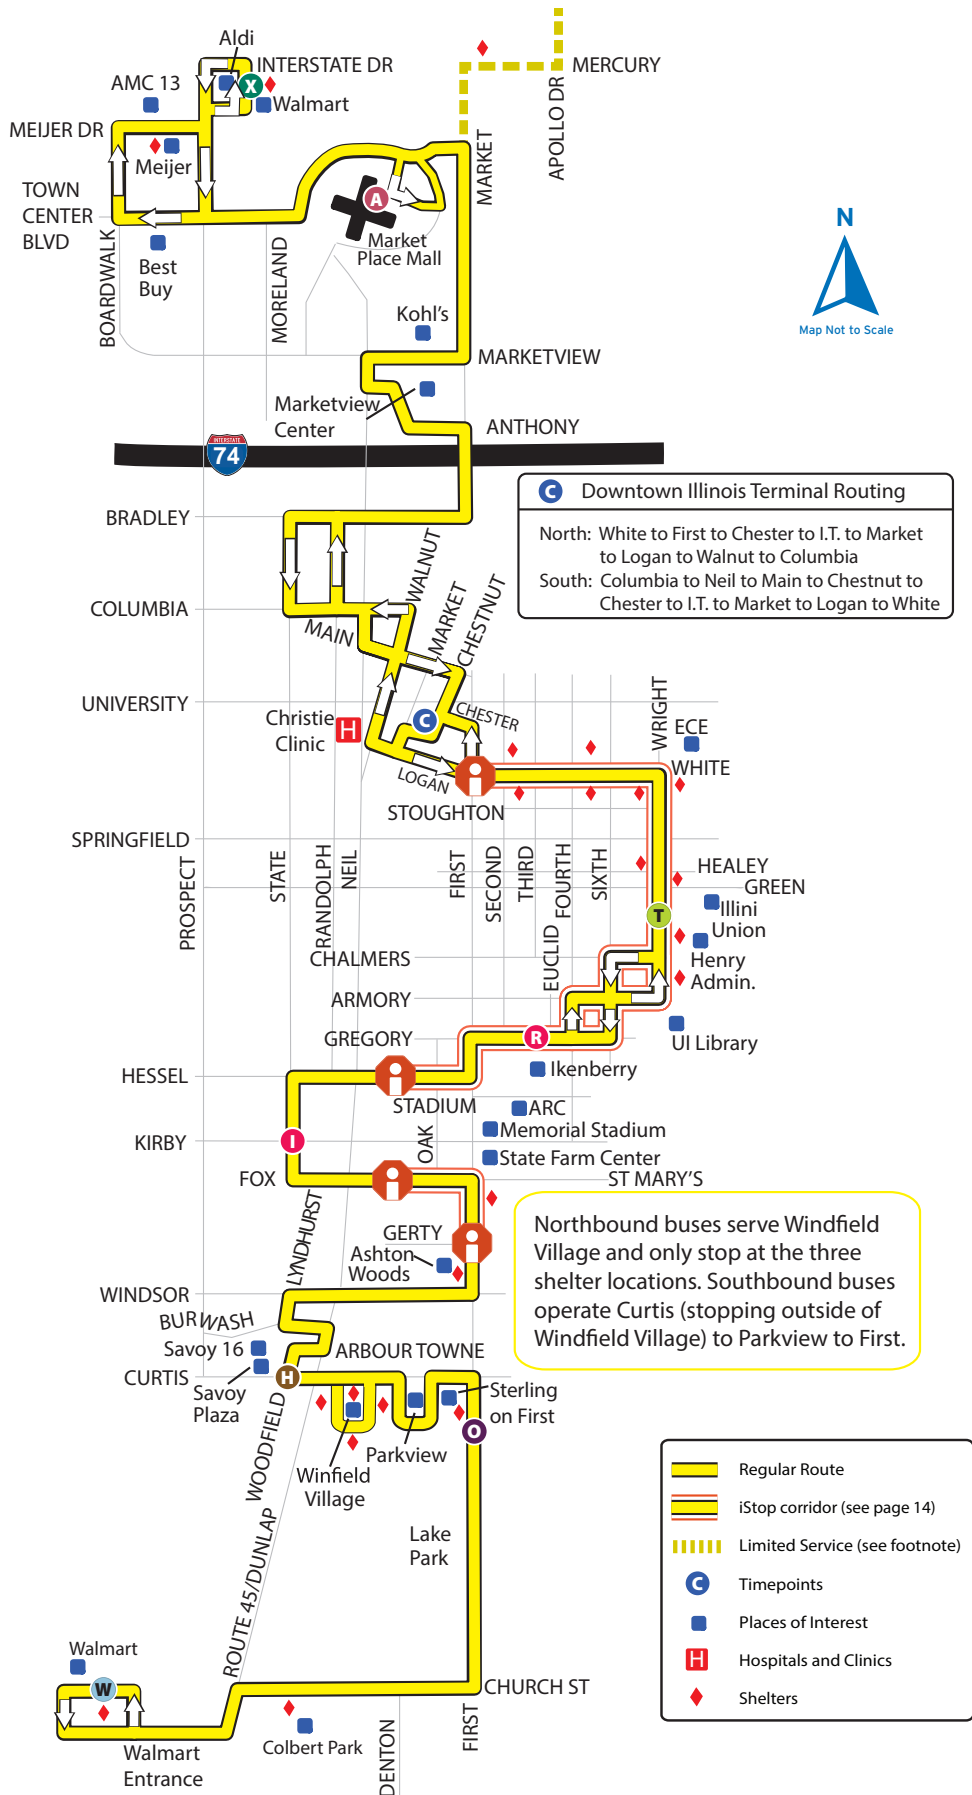 Aldi
INTERSTATE DR
AMC 13
X
Walmart
MERCURY
MEIJER DR
Meijer
MARKET
APOLLO DR
TOWN
CENTER
BLVD
A
Market
Place Mall
N
Map Not to Scale
BOARDWALK
Best
Buy
MORELAND
Kohl's
MARKETVIEW
Marketview
Center
ANTHONY
INTERSTATE
74
C Downtown Illinois Terminal Routing
North: White to First to Chester to I.T. to Market
to Logan to Walnut to Columbia
South: Columbia to Neil to Main to Chestnut to
Chester to I.T. to Market to Logan to White
BRADLEY
WALNUT
COLUMBIA
MAIN
MARKET
CHESTNUT
UNIVERSITY
Christie
Clinic
H
C
CHESTER
LOGAN
WRIGHT
ECE
WHITE
STOUGHTON
SPRINGFIELD
PROSPECT
STATE
RANDOLPH
NEIL
FIRST
SECOND
THIRD
FOURTH
SIXTH
HEALEY
GREEN
T
Illini
Union
CHALMERS
EUCLID
Henry
Admin.
ARMORY
GREGORY
R
UI Library
HESSEL
Ikenberry
STADIUM
ARC
KIRBY
I
OAK
Memorial Stadium
State Farm Center
FOX
ST MARY'S
LYNDHURST
GERTY
Ashton
Woods
Northbound buses serve Windfield
Village and only stop at the three
shelter locations. Southbound buses
operate Curtis (stopping outside of
Windfield Village) to Parkview to First.
WINDSOR
BURWASH
Savoy 16
ARBOUR TOWNE
CURTIS
H
Savoy
Plaza
WOODFIELD
Sterling
on First
O
Parkview
Winfield
Village
Lake
Park
ROUTE 45/DUNLAP
Regular Route
iStop corridor (see page 14)
Limited Service (see footnote)
C Timepoints
Places of Interest
H Hospitals and Clinics
Shelters
Walmart
W
CHURCH ST
Colbert Park
DENTON
FIRST
Walmart
Entrance